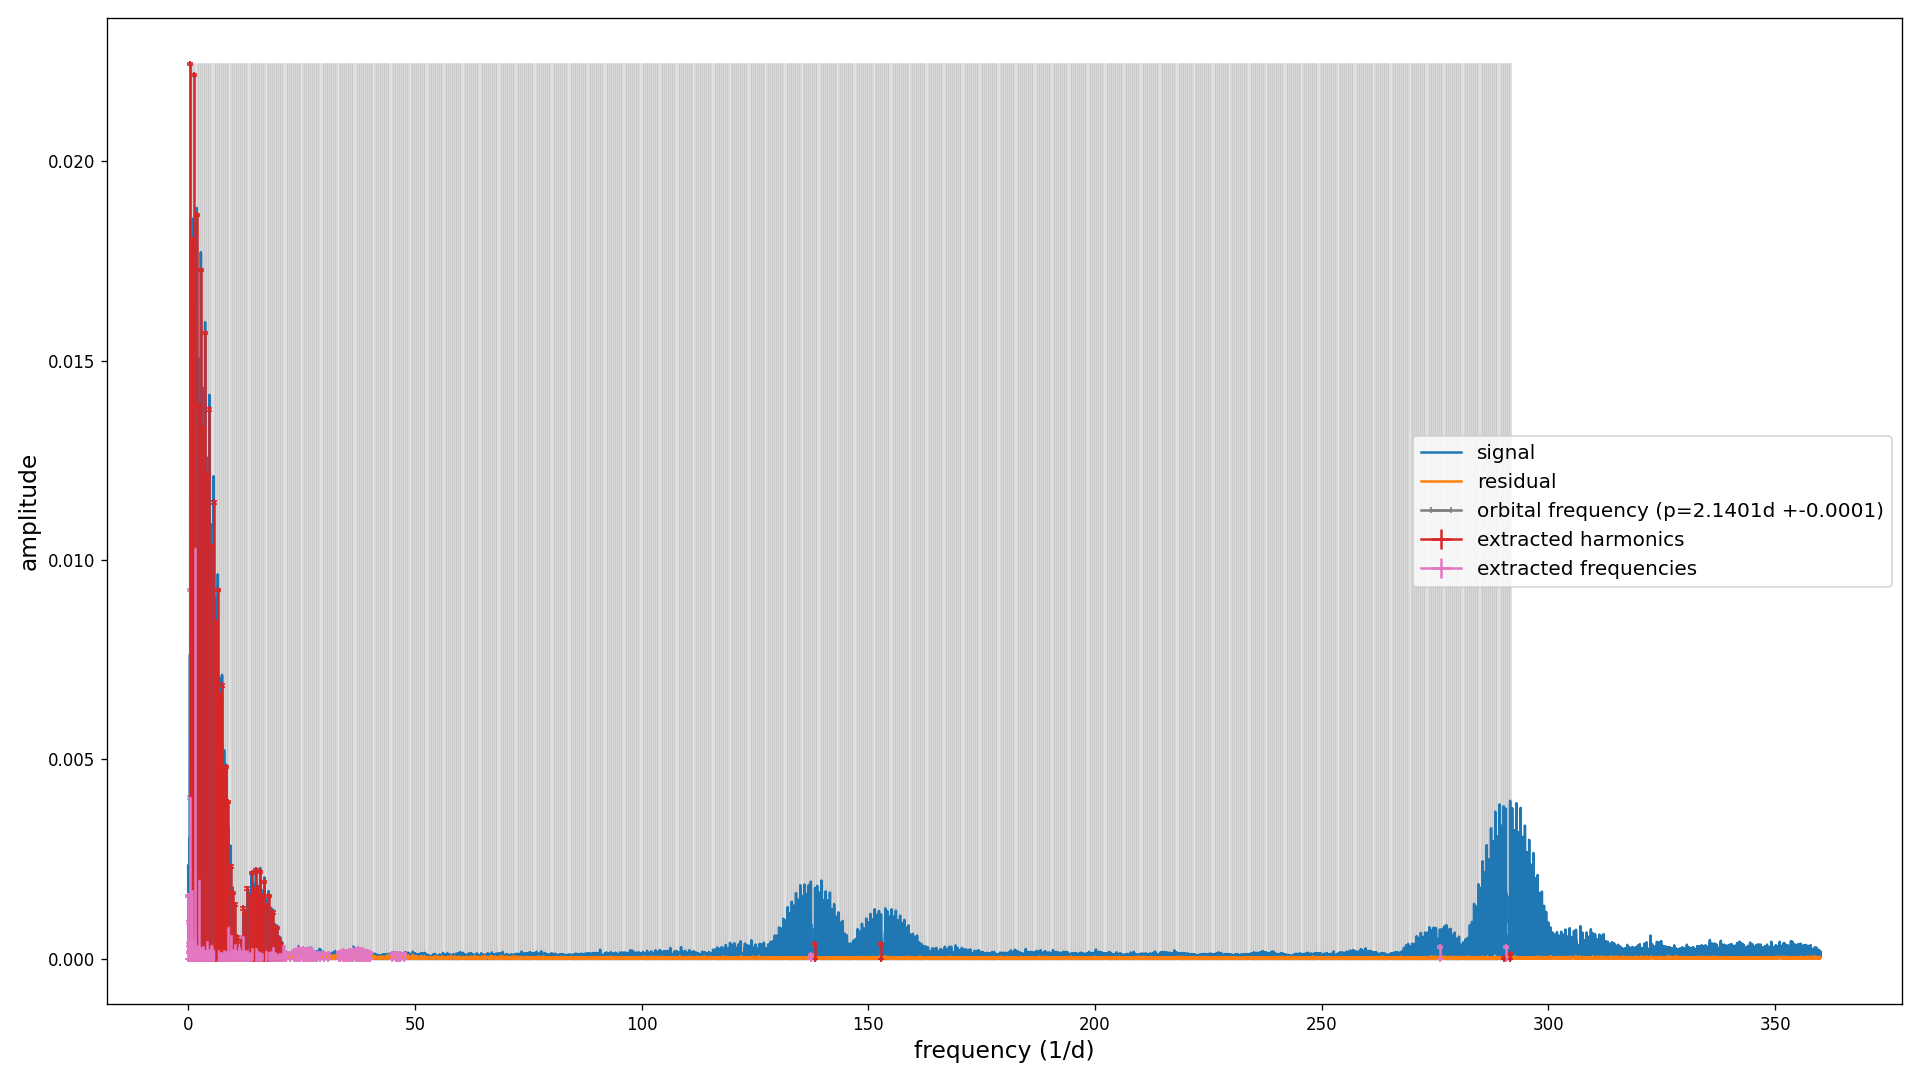 0.020
0.015
0.010
0.005
0.000
amplitude
signal
residual
orbital frequency (p=2.1401d +-0.0001)
extracted harmonics
extracted frequencies
0 50 100 150 200 250 300 350
frequency (1/d)